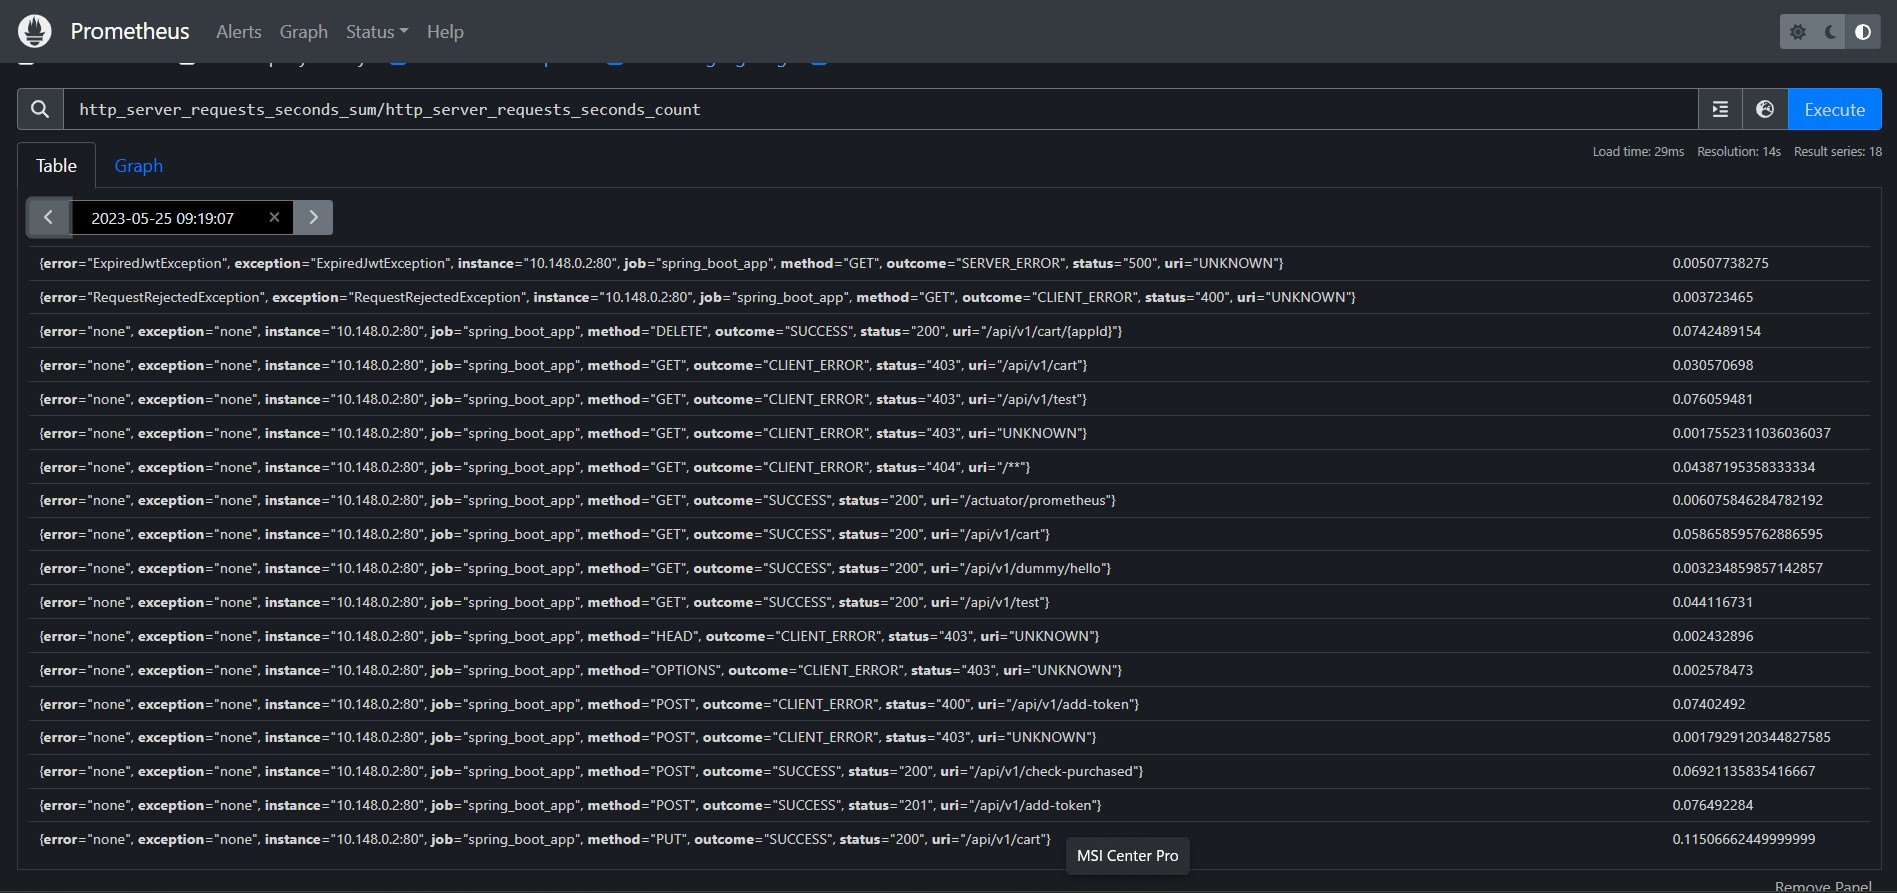 Prometheus Alerts Graph Status Help
http_server_requests_seconds_sum/http_server_requests_seconds_count Execute
Table Graph Load time: 29ms Resolution: 14s Result series: 18
2023-05-25 09:19:07
{error="ExpiredJwtException", exception="ExpiredJwtException", instance="10.148.0.2:80", job="spring_boot_app", method="GET", outcome="SERVER_ERROR", status="500", uri="UNKNOWN"} 0.00507738275
{error="RequestRejectedException", exception="RequestRejectedException", instance="10.148.0.2:80", job="spring_boot_app", method="GET", outcome="CLIENT_ERROR", status="400", uri="UNKNOWN"} 0.003723465
{error="none", exception="none", instance="10.148.0.2:80", job="spring_boot_app", method="DELETE", outcome="SUCCESS", status="200", uri="/api/v1/cart/{appId}"} 0.0742489154
{error="none", exception="none", instance="10.148.0.2:80", job="spring_boot_app", method="GET", outcome="CLIENT_ERROR", status="403", uri="/api/v1/cart"} 0.030570698
{error="none", exception="none", instance="10.148.0.2:80", job="spring_boot_app", method="GET", outcome="CLIENT_ERROR", status="403", uri="/api/v1/test"} 0.076059481
{error="none", exception="none", instance="10.148.0.2:80", job="spring_boot_app", method="GET", outcome="CLIENT_ERROR", status="403", uri="UNKNOWN"} 0.0017552311036036037
{error="none", exception="none", instance="10.148.0.2:80", job="spring_boot_app", method="GET", outcome="CLIENT_ERROR", status="404", uri="/**"} 0.04387195358333334
{error="none", exception="none", instance="10.148.0.2:80", job="spring_boot_app", method="GET", outcome="SUCCESS", status="200", uri="/actuator/prometheus"} 0.006075846284782192
{error="none", exception="none", instance="10.148.0.2:80", job="spring_boot_app", method="GET", outcome="SUCCESS", status="200", uri="/api/v1/cart"} 0.058658595762886595
{error="none", exception="none", instance="10.148.0.2:80", job="spring_boot_app", method="GET", outcome="SUCCESS", status="200", uri="/api/v1/dummy/hello"} 0.003234859857142857
{error="none", exception="none", instance="10.148.0.2:80", job="spring_boot_app", method="GET", outcome="SUCCESS", status="200", uri="/api/v1/test"} 0.044116731
{error="none", exception="none", instance="10.148.0.2:80", job="spring_boot_app", method="HEAD", outcome="CLIENT_ERROR", status="403", uri="UNKNOWN"} 0.002432896
{error="none", exception="none", instance="10.148.0.2:80", job="spring_boot_app", method="OPTIONS", outcome="CLIENT_ERROR", status="403", uri="UNKNOWN"} 0.002578473
{error="none", exception="none", instance="10.148.0.2:80", job="spring_boot_app", method="POST", outcome="CLIENT_ERROR", status="400", uri="/api/v1/add-token"} 0.07402492
{error="none", exception="none", instance="10.148.0.2:80", job="spring_boot_app", method="POST", outcome="CLIENT_ERROR", status="403", uri="UNKNOWN"} 0.0017929120344827585
{error="none", exception="none", instance="10.148.0.2:80", job="spring_boot_app", method="POST", outcome="SUCCESS", status="200", uri="/api/v1/check-purchased"} 0.06921135835416667
{error="none", exception="none", instance="10.148.0.2:80", job="spring_boot_app", method="POST", outcome="SUCCESS", status="201", uri="/api/v1/add-token"} 0.076492284
{error="none", exception="none", instance="10.148.0.2:80", job="spring_boot_app", method="PUT", outcome="SUCCESS", status="200", uri="/api/v1/cart"} 0.11506662449999999
MSI Center Pro
Remove Panel